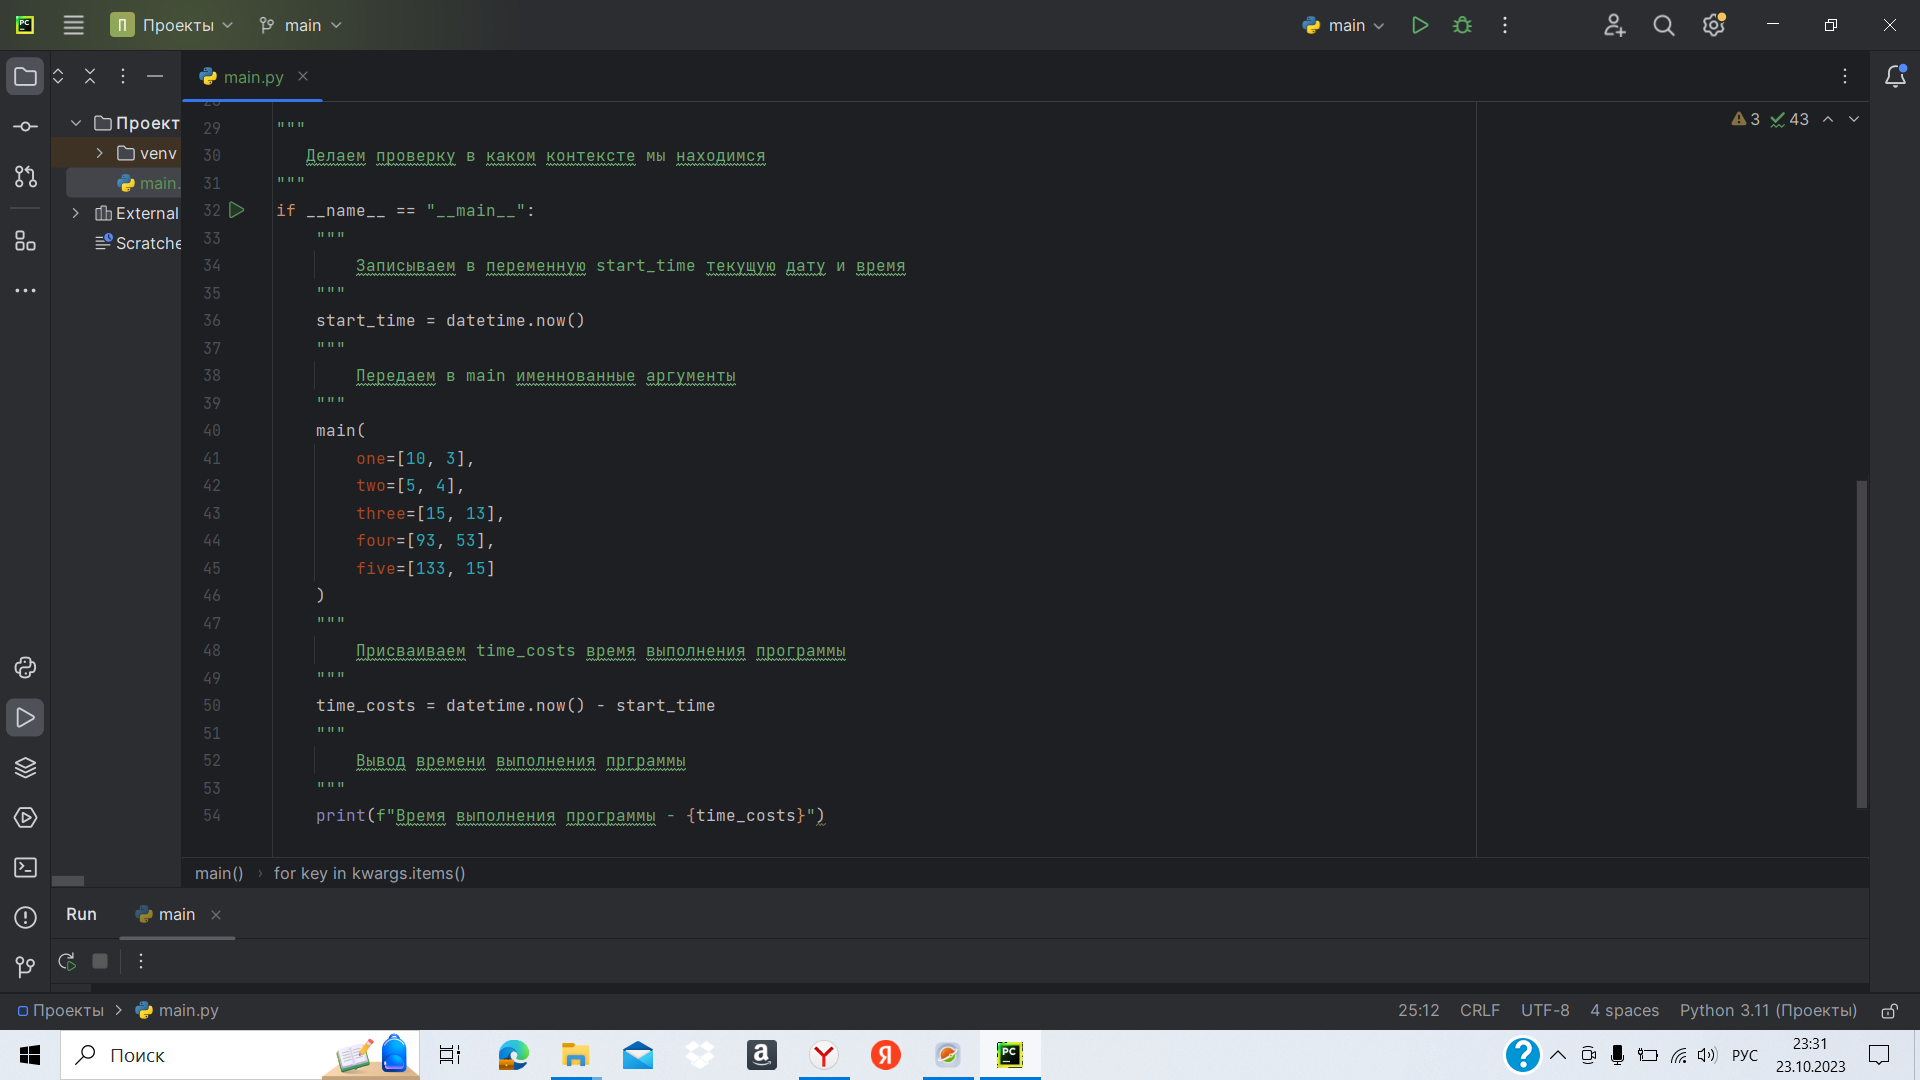 Проекты
main
main
main.py
Проект
venv
main.
External
Scratche
3
43
29 """
30 Делаем проверку в каком контексте мы находимся
31 """
32 if __name__ == "__main__":
33 """
34 Записываем в переменную start_time текущую дату и время
35 """
36 start_time = datetime.now()
37 """
38 Передаем в main именнованные аргументы
39 """
40 main(
41 one=[10, 3],
42 two=[5, 4],
43 three=[15, 13],
44 four=[93, 53],
45 five=[133, 15]
46 )
47 """
48 Присваиваем time_costs время выполнения программы
49 """
50 time_costs = datetime.now() - start_time
51 """
52 Вывод времени выполнения прграммы
53 """
54 print(f"Время выполнения программы - {time_costs}")
main() › for key in kwargs.items()
Run main
Проекты > main.py
25:12 CRLF UTF-8 4 spaces Python 3.11 (Проекты)
Поиск
РУС
23:31
23.10.2023